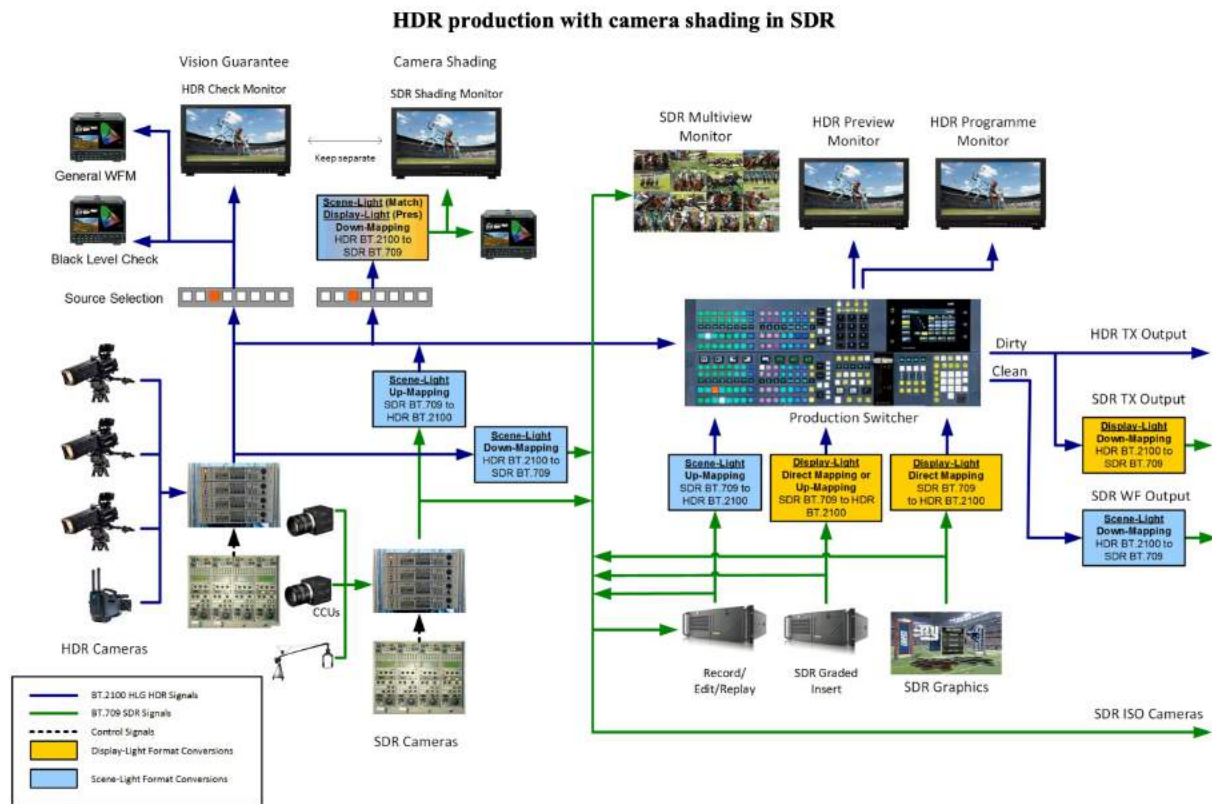 HDR production with camera shading in SDR
Vision Guarantee
HDR Check Monitor
Camera Shading
SDR Shading Monitor
Keep separate
General WFM
Black Level Check
Source Selection
Scene-Light (Match)
Display-Light (Pres)
Down-Mapping
HDR BT.2100 to
SDR BT.709
SDR Multiview
Monitor
HDR Preview
Monitor
HDR Programme
Monitor
Production Switcher
Dirty
Clean
HDR TX Output
SDR TX Output
Display-Light
Down-Mapping
HDR BT.2100 to
SDR BT.709
SDR WF Output
Scene-Light
Down-Mapping
HDR BT.2100 to
SDR BT.709
Scene-Light
Up-Mapping
SDR BT.709 to
HDR BT.2100
Scene-Light
Down-Mapping
HDR BT.2100 to
SDR BT.709
Scene-Light
Up-Mapping
SDR BT.709 to
HDR BT.2100
Display-Light
Direct Mapping or
Up-Mapping
SDR BT.709 to HDR
BT.2100
Display-Light
Direct Mapping
SDR BT.709
to HDR BT.2100
CCUs
HDR Cameras
SDR Cameras
Record/
Edit/Replay
SDR Graded
Insert
SDR Graphics
SDR ISO Cameras
BT.2100 HLG HDR Signals
BT.709 SDR Signals
Control Signals
Display-Light Format Conversions
Scene-Light Format Conversions